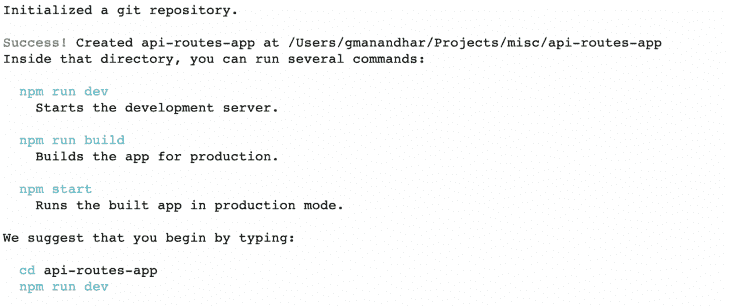 Initialized a git repository.
Success! Created api-routes-app at /Users/gmanandhar/Projects/misc/api-routes-app
Inside that directory, you can run several commands:
npm run dev
Starts the development server.
npm run build
Builds the app for production.
npm start
Runs the built app in production mode.
We suggest that you begin by typing:
cd api-routes-app
npm run dev